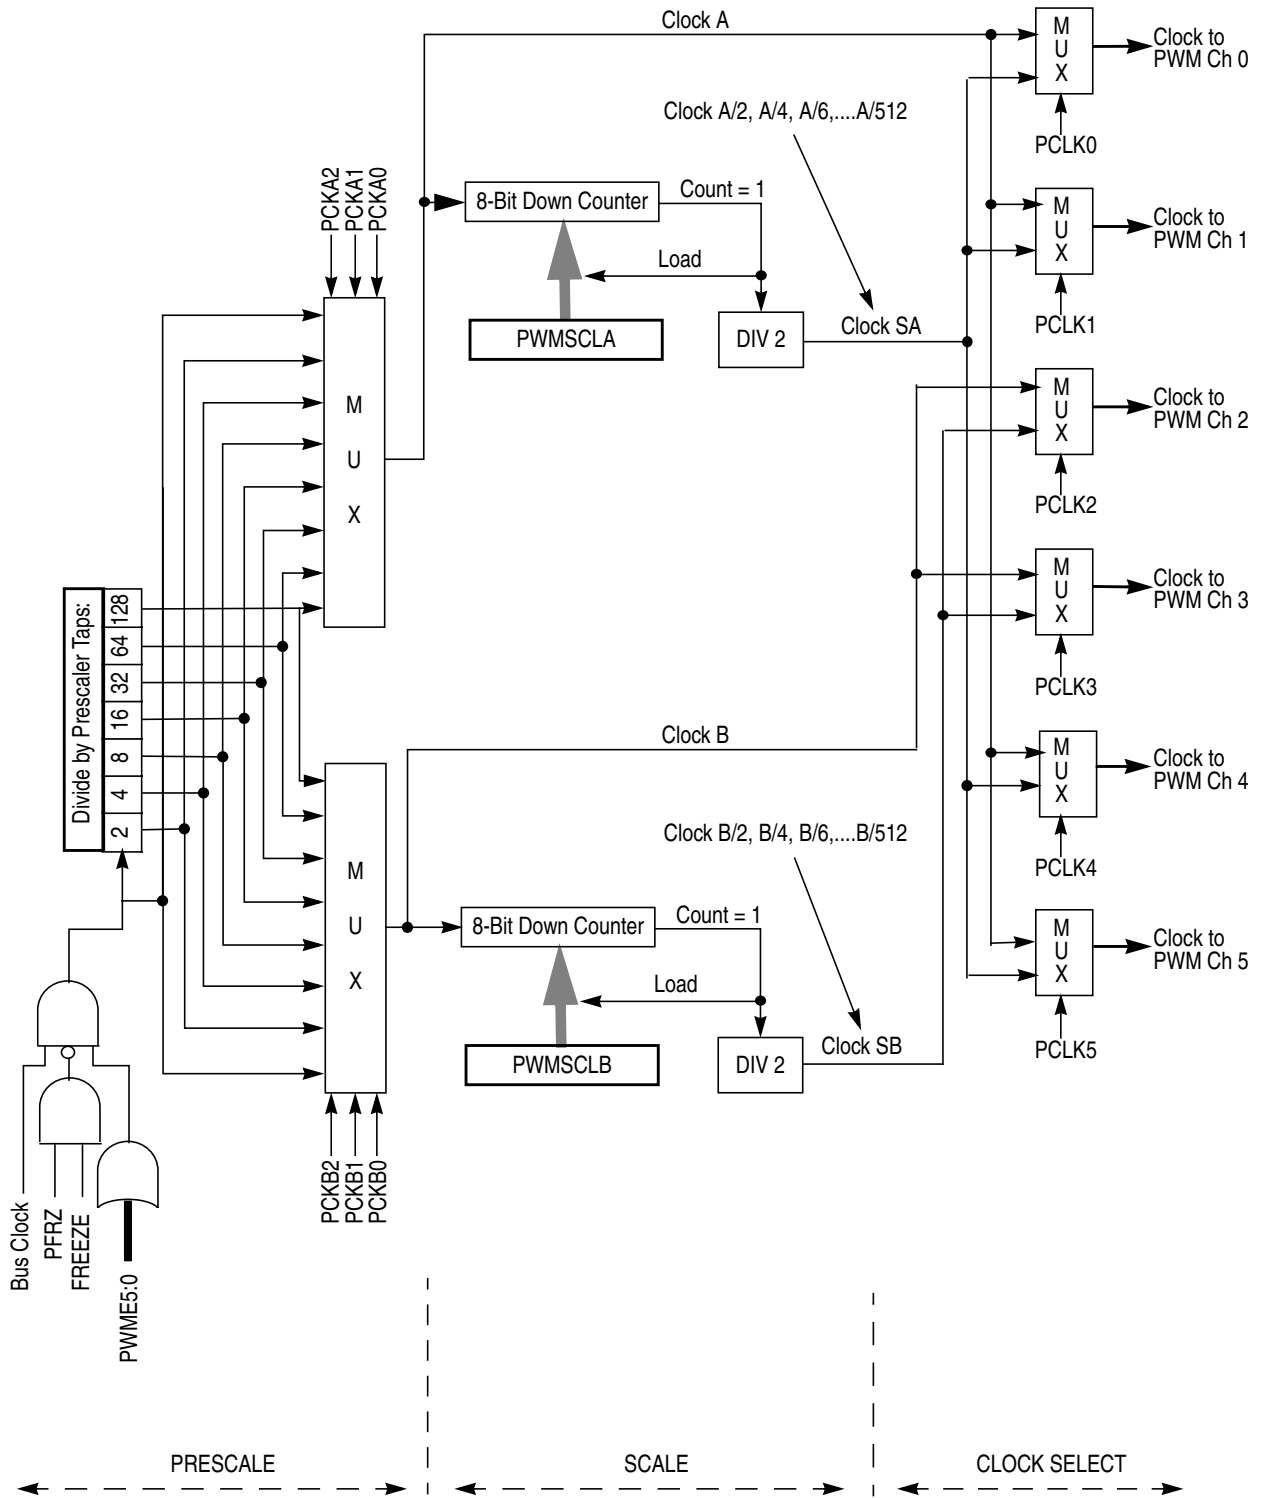 Clock A
M
U
X
Clock to
PWM Ch 0
Clock A/2, A/4, A/6,....A/512
PCLK0
PCKA2
PCKA1
PCKA0
8-Bit Down Counter
Count = 1
M
U
X
Clock to
PWM Ch 1
Load
PWMSCLA
DIV 2
Clock SA
PCLK1
M
U
X
M
U
X
Clock to
PWM Ch 2
PCLK2
Divide by Prescaler Taps:
128
64
32
16
8
4
2
M
U
X
Clock to
PWM Ch 3
PCLK3
Clock B
M
U
X
Clock to
PWM Ch 4
Clock B/2, B/4, B/6,....B/512
PCLK4
M
U
X
8-Bit Down Counter
Count = 1
M
U
X
Clock to
PWM Ch 5
Load
PWMSCLB
DIV 2
Clock SB
PCLK5
PCKB2
PCKB1
PCKB0
Bus Clock
PFRZ
FREEZE
PWME5:0
PRESCALE
SCALE
CLOCK SELECT